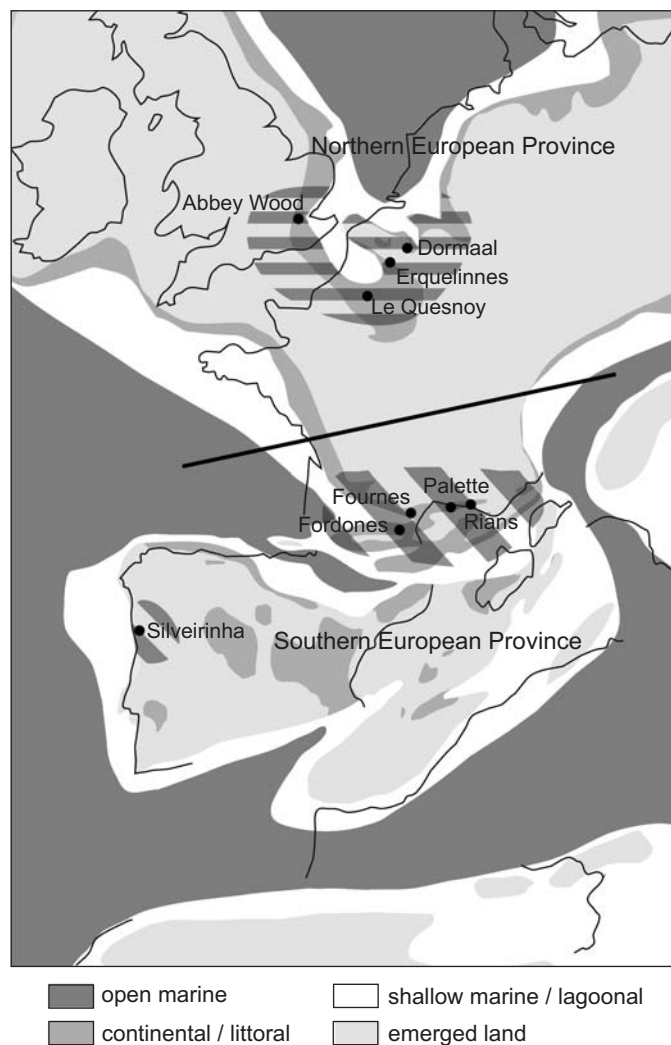 Northern European Province
Abbey Wood
Dormaal
Erquelinnes
Le Quesnoy
Palette
Fournes
Fordones
Rians
Silveirinha
Southern European Province
open marine
shallow marine / lagoonal
continental / littoral
emerged land